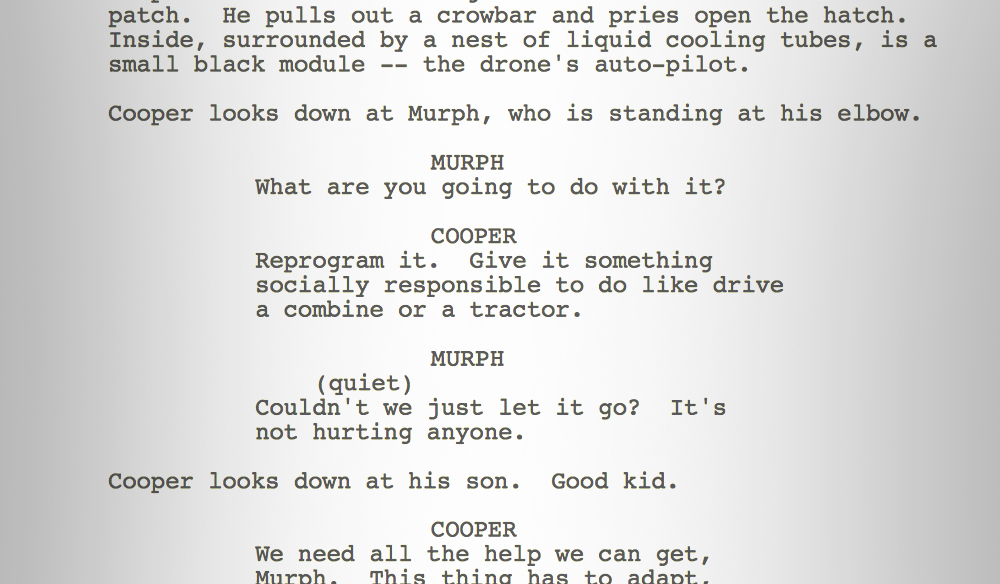 patch.  He pulls out a crowbar and pries open the hatch.
Inside, surrounded by a nest of liquid cooling tubes, is a
small black module -- the drone's auto-pilot.
Cooper looks down at Murph, who is standing at his elbow.
MURPH
What are you going to do with it?
COOPER
Reprogram it.  Give it something
socially responsible to do like drive
a combine or a tractor.
MURPH
(quiet)
Couldn't we just let it go?  It's
not hurting anyone.
Cooper looks down at his son.  Good kid.
COOPER
We need all the help we can get,
Murph.  This thing has to adapt,